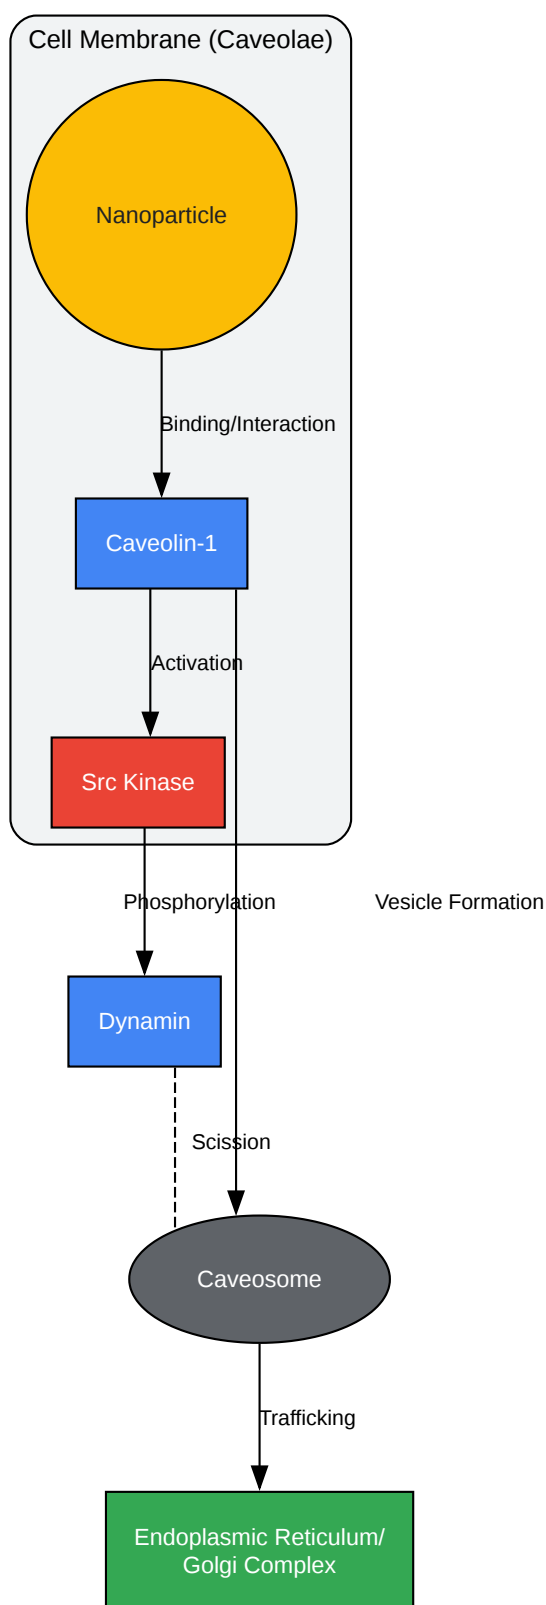 Cell Membrane (Caveolae)
Nanoparticle
Binding/Interaction
Caveolin-1
Activation
Src Kinase
Phosphorylation
Vesicle Formation
Dynamin
Scission
Caveosome
Trafficking
Endoplasmic Reticulum/
Golgi Complex